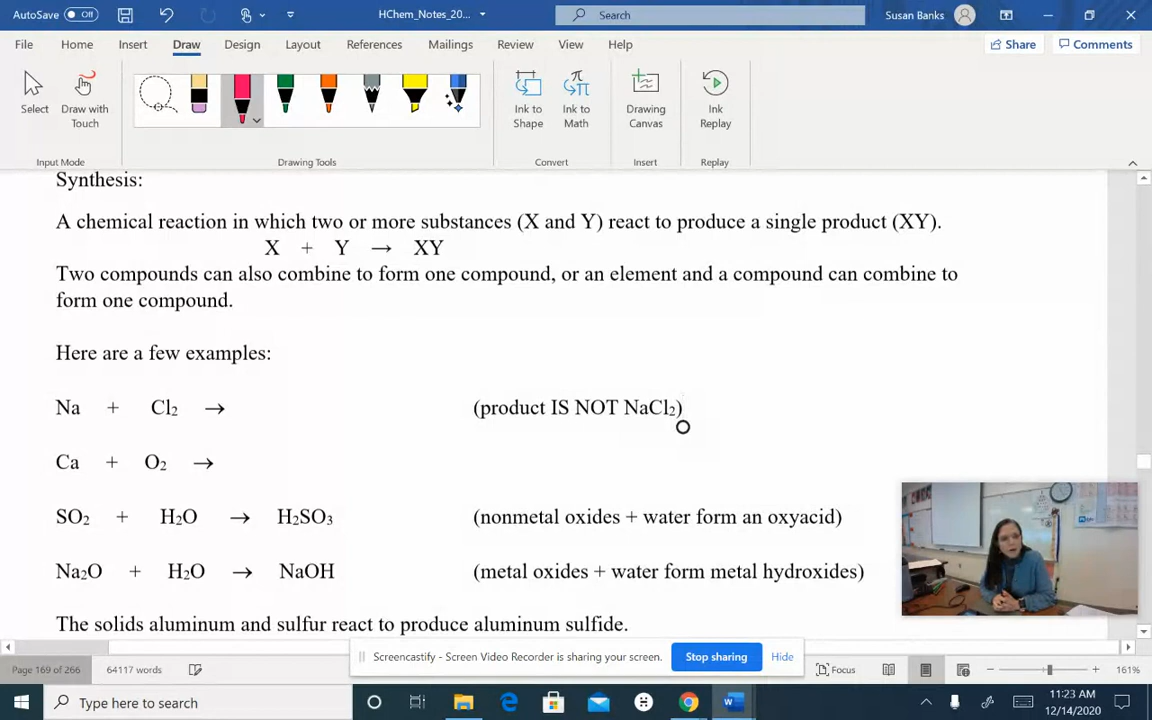 AutoSave Off HChem_Notes_20... Search Susan Banks
File Home Insert Draw Design Layout References Mailings Review View Help Share Comments
Select Draw with Touch Ink to Shape Ink to Math Drawing Canvas Ink Replay
Input Mode Drawing Tools Convert Insert Replay
Synthesis:
A chemical reaction in which two or more substances (X and Y) react to produce a single product (XY).
X + Y → XY
Two compounds can also combine to form one compound, or an element and a compound can combine to
form one compound.
Here are a few examples:
Na + Cl₂ → (product IS NOT NaCl₂)
Ca + O₂ →
SO₂ + H₂O → H₂SO₃ (nonmetal oxides + water form an oxyacid)
Na₂O + H₂O → NaOH (metal oxides + water form metal hydroxides)
The solids aluminum and sulfur react to produce aluminum sulfide.
Screencastify - Screen Video Recorder is sharing your screen. Stop sharing Hide
Page 169 of 266 64117 words Focus 161%
Type here to search 11:23 AM
12/14/2020